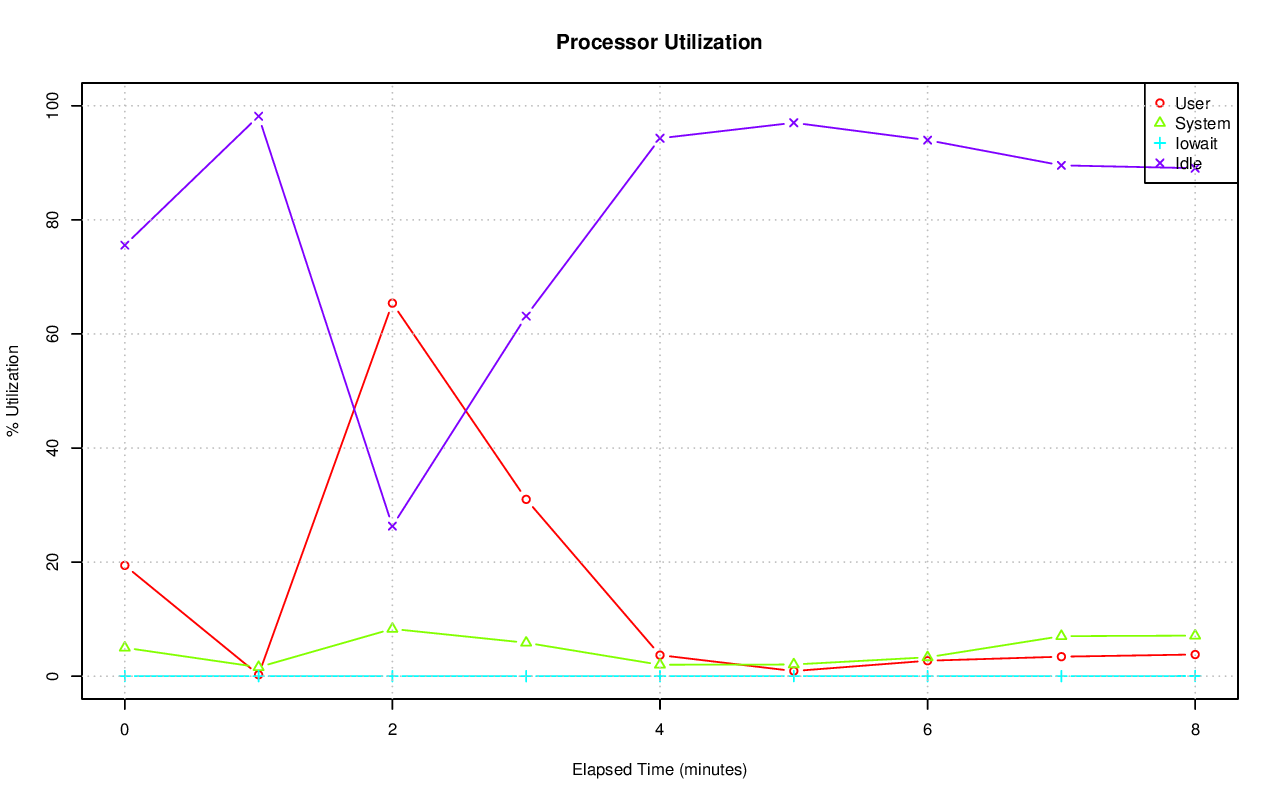 Processor Utilization
100
80
60
40
20
0
% Utilization
User
System
Iowait
Idle
0 2 4 6 8
Elapsed Time (minutes)